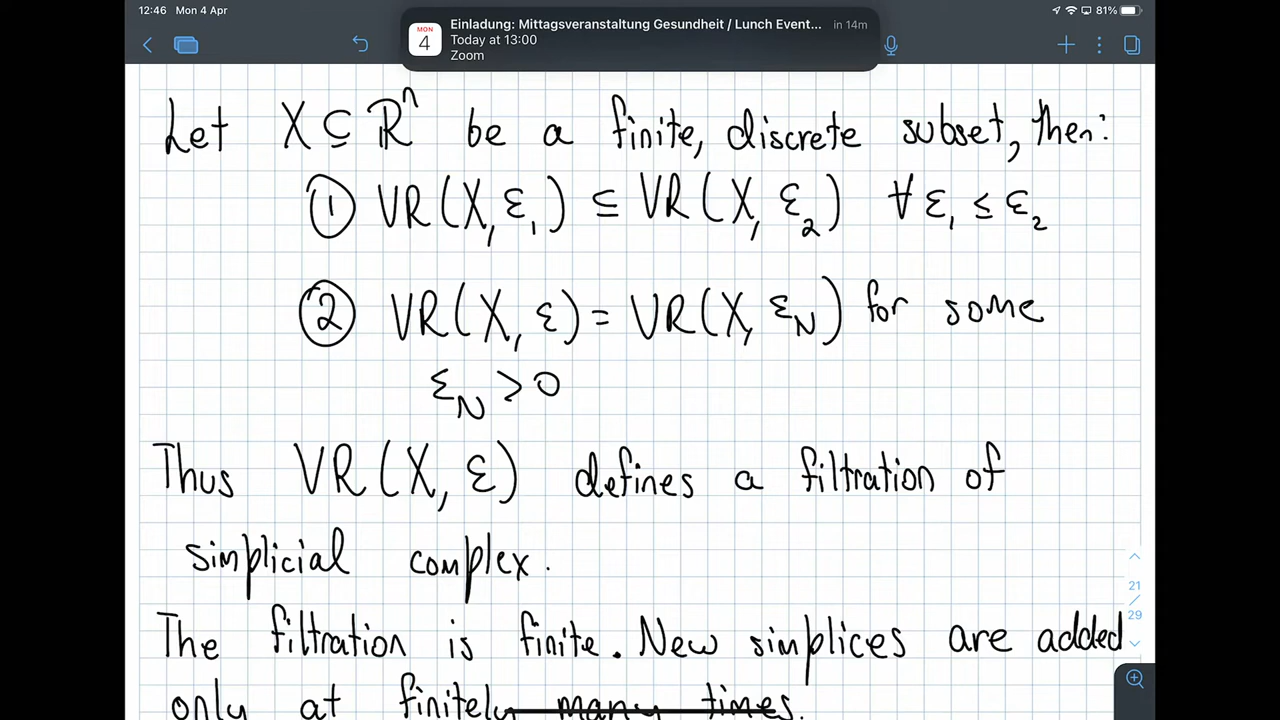 12:46 Mon 4 Apr
81%
MON
4
Einladung: Mittagsveranstaltung Gesundheit / Lunch Event... in 14m
Today at 13:00
Zoom
Let X ⊆ ℝⁿ be a finite, discrete subset, then:
① VR(X, ε₁) ⊆ VR(X, ε₂) ∀ ε₁ ≤ ε₂
② VR(X, ε) = VR(X, ε_N) for some
ε_N > 0
Thus VR(X, ε) defines a filtration of
simplicial complex.
21
/
29
The filtration is finite. New simplices are added
only at finitely many times.